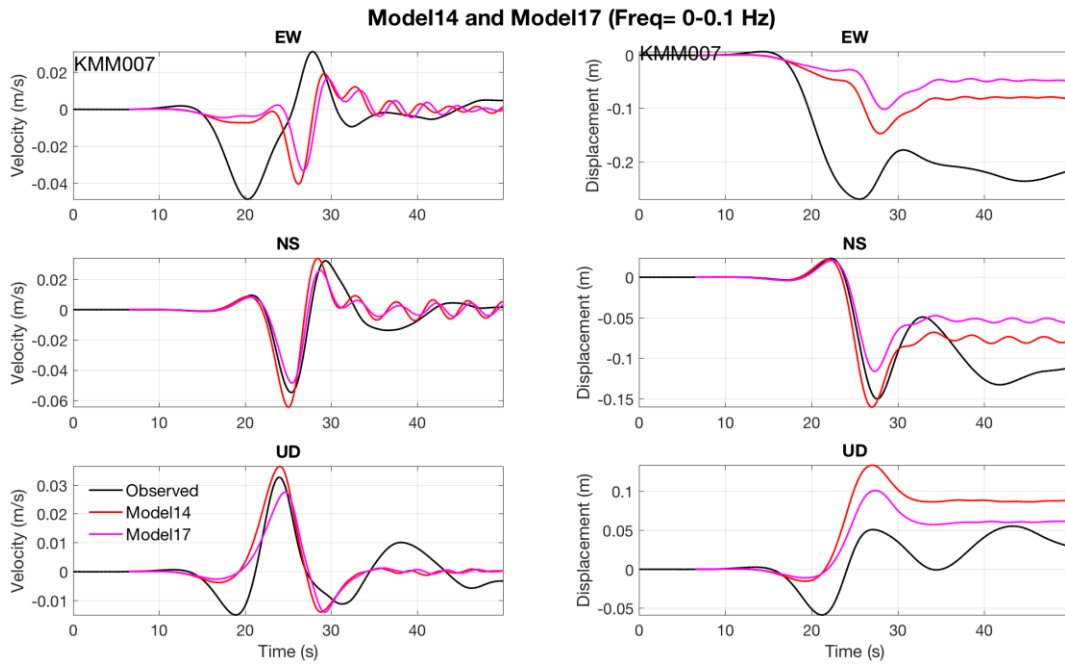 Model14 and Model17 (Freq= 0-0.1 Hz)
EW
KMM007
Velocity (m/s)
0.02
0
-0.02
-0.04
0
10
20
30
40
EW
KMM007
Displacement (m)
0
-0.1
-0.2
0
10
20
30
40
NS
Velocity (m/s)
0.02
0
-0.02
-0.04
-0.06
0
10
20
30
40
NS
Displacement (m)
0
-0.05
-0.1
-0.15
0
10
20
30
40
UD
Velocity (m/s)
0.03
0.02
0.01
0
-0.01
Observed
Model14
Model17
0
10
20
30
40
Time (s)
UD
Displacement (m)
0.1
0.05
0
-0.05
0
10
20
30
40
Time (s)